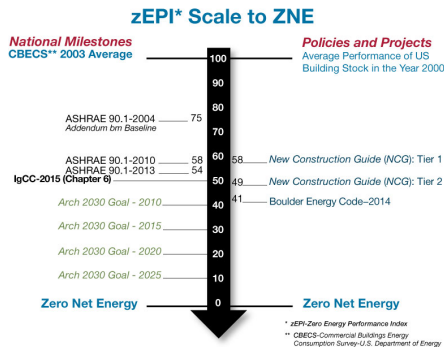 zEPI* Scale to ZNE
National Milestones
CBECS** 2003 Average
Policies and Projects
Average Performance of US
Building Stock in the Year 2000
100
90
80
ASHRAE 90.1-2004 75
Addendum bm Baseline
70
60
ASHRAE 90.1-2010 58
58 New Construction Guide (NCG): Tier 1
ASHRAE 90.1-2013 54
IgCC-2015 (Chapter 6)
50
49 New Construction Guide (NCG): Tier 2
41 Boulder Energy Code–2014
Arch 2030 Goal - 2010
40
Arch 2030 Goal - 2015
30
Arch 2030 Goal - 2020
20
Arch 2030 Goal - 2025
10
Zero Net Energy
0
Zero Net Energy
* zEPI-Zero Energy Performance Index
** CBECS-Commercial Buildings Energy
Consumption Survey-U.S. Department of Energy